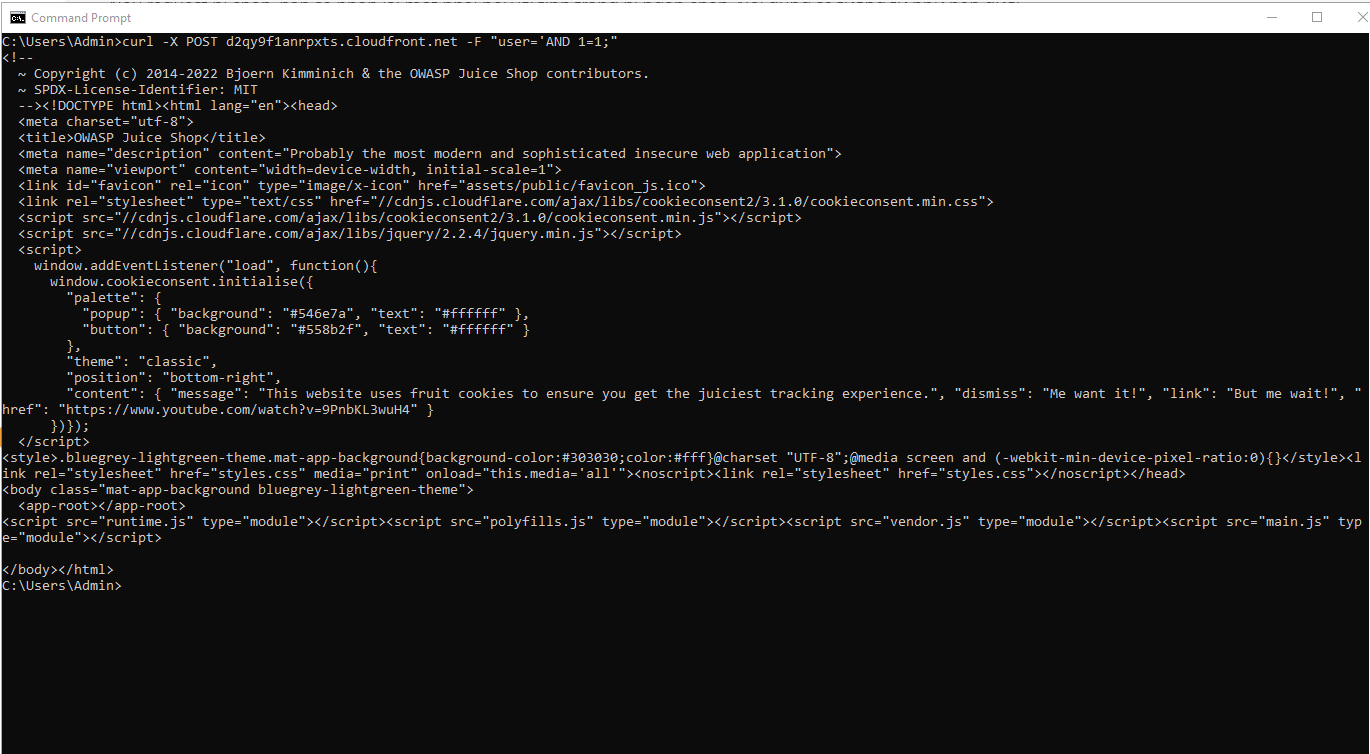 Command Prompt
C:\Users\Admin>curl -X POST d2qy9f1anrpxts.cloudfront.net -F "user='AND 1=1;"
<!--
  ~ Copyright (c) 2014-2022 Bjoern Kimminich & the OWASP Juice Shop contributors.
  ~ SPDX-License-Identifier: MIT
  --><!DOCTYPE html><html lang="en"><head>
  <meta charset="utf-8">
  <title>OWASP Juice Shop</title>
  <meta name="description" content="Probably the most modern and sophisticated insecure web application">
  <meta name="viewport" content="width=device-width, initial-scale=1">
  <link id="favicon" rel="icon" type="image/x-icon" href="assets/public/favicon_js.ico">
  <link rel="stylesheet" type="text/css" href="//cdnjs.cloudflare.com/ajax/libs/cookieconsent2/3.1.0/cookieconsent.min.css">
  <script src="//cdnjs.cloudflare.com/ajax/libs/cookieconsent2/3.1.0/cookieconsent.min.js"></script>
  <script src="//cdnjs.cloudflare.com/ajax/libs/jquery/2.2.4/jquery.min.js"></script>
  <script>
    window.addEventListener("load", function(){
      window.cookieconsent.initialise({
        "palette": {
          "popup": { "background": "#546e7a", "text": "#ffffff" },
          "button": { "background": "#558b2f", "text": "#ffffff" }
        },
        "theme": "classic",
        "position": "bottom-right",
        "content": { "message": "This website uses fruit cookies to ensure you get the juiciest tracking experience.", "dismiss": "Me want it!", "link": "But me wait!", "
href": "https://www.youtube.com/watch?v=9PnbKL3wuH4" }
      })});
  </script>
<style>.bluegrey-lightgreen-theme.mat-app-background{background-color:#303030;color:#fff}@charset "UTF-8";@media screen and (-webkit-min-device-pixel-ratio:0){}</style><l
ink rel="stylesheet" href="styles.css" media="print" onload="this.media='all'"><noscript><link rel="stylesheet" href="styles.css"></noscript></head>
<body class="mat-app-background bluegrey-lightgreen-theme">
  <app-root></app-root>
<script src="runtime.js" type="module"></script><script src="polyfills.js" type="module"></script><script src="vendor.js" type="module"></script><script src="main.js" typ
e="module"></script>

</body></html>
C:\Users\Admin>